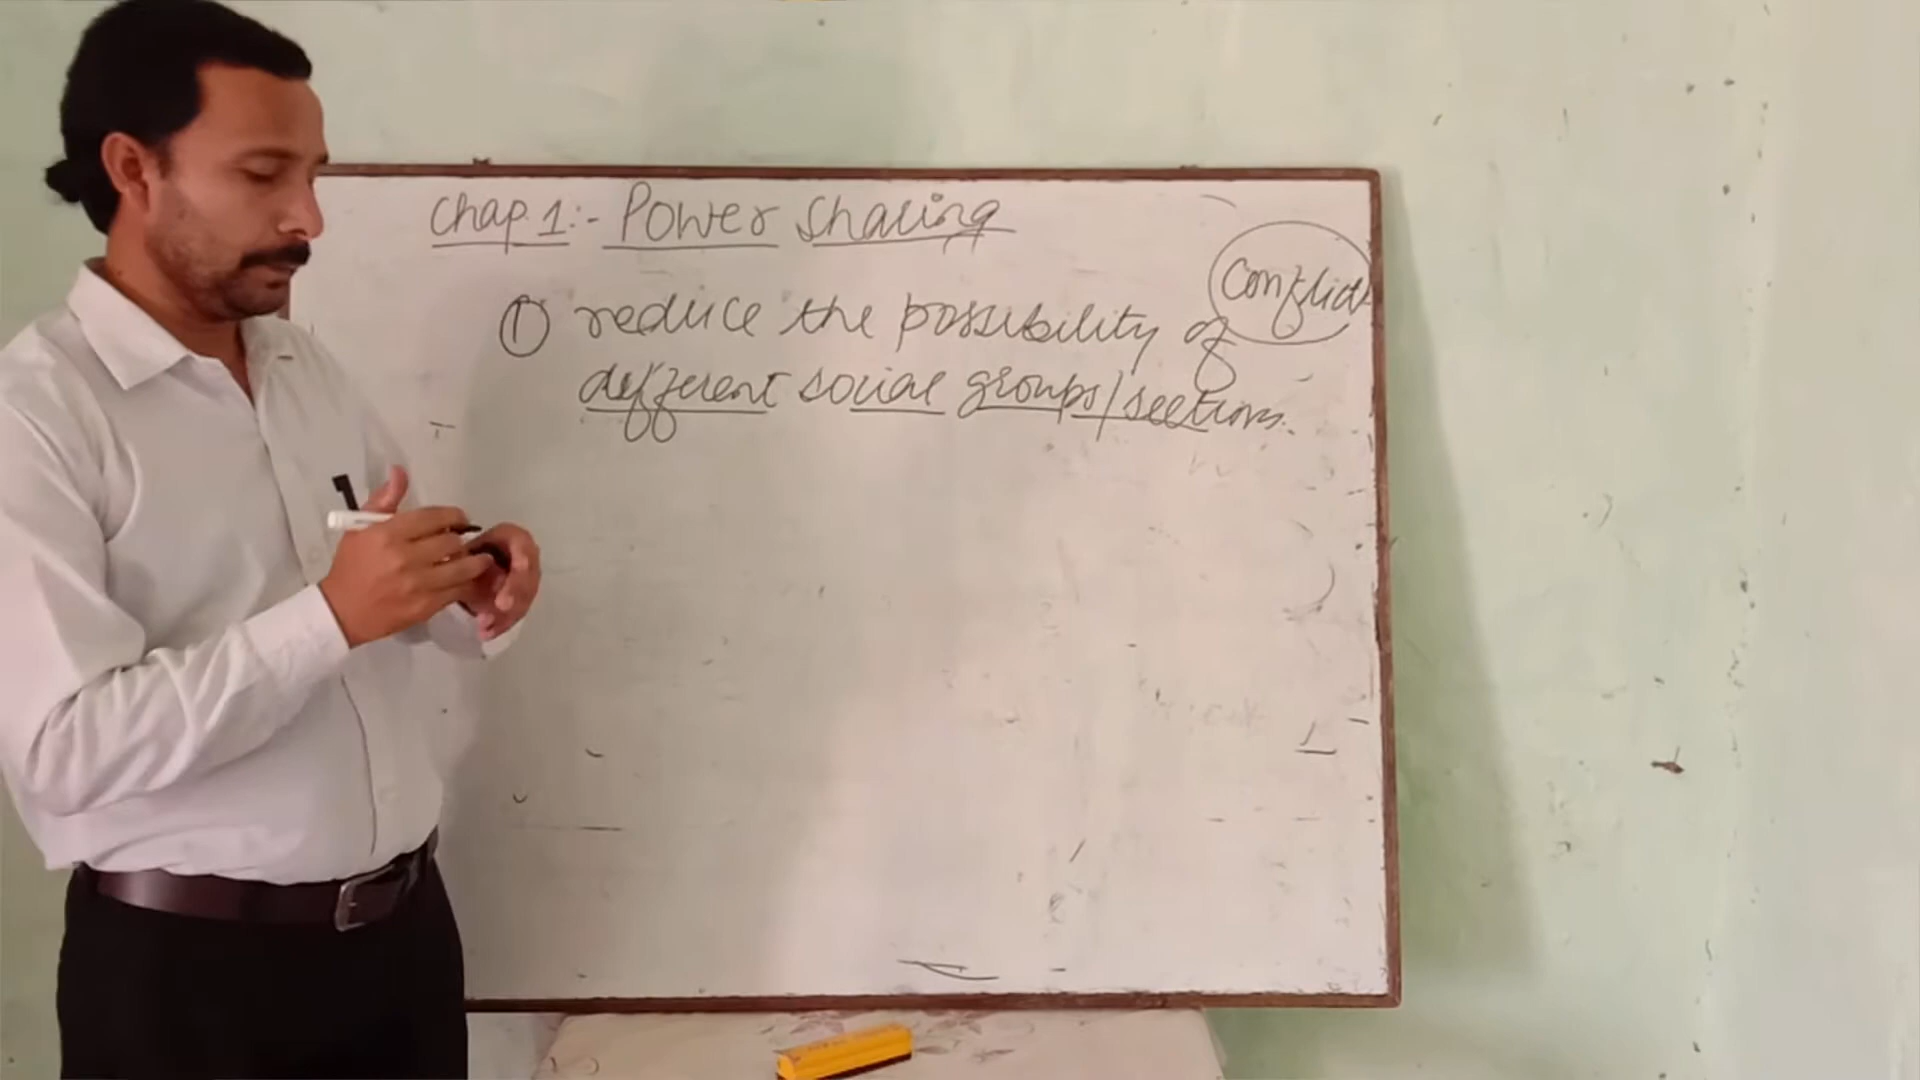 Chap. 1:- Power Sharing
① reduce the possibility of Conflict
different social groups/sections.